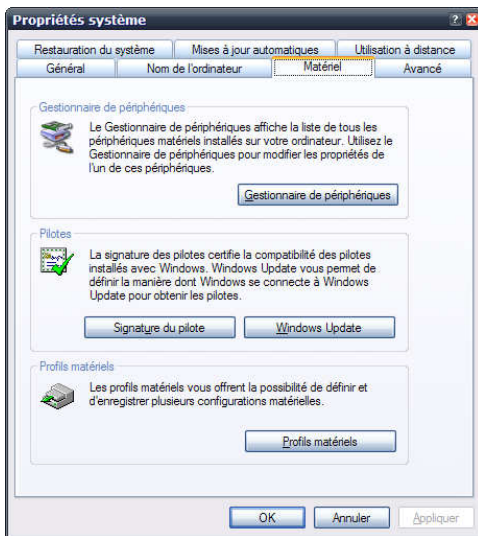 Propriétés système
Restauration du système
Mises à jour automatiques
Utilisation à distance
Général
Nom de l'ordinateur
Matériel
Avancé
Gestionnaire de périphériques
Le Gestionnaire de périphériques affiche la liste de tous les
périphériques matériels installés sur votre ordinateur. Utilisez le
Gestionnaire de périphériques pour modifier les propriétés de
l'un de ces périphériques.
Gestionnaire de périphériques
Pilotes
La signature des pilotes certifie la compatibilité des pilotes
installés avec Windows. Windows Update vous permet de
définir la manière dont Windows se connecte à Windows
Update pour obtenir les pilotes.
Signature du pilote
Windows Update
Profils matériels
Les profils matériels vous offrent la possibilité de définir et
d'enregistrer plusieurs configurations matérielles.
Profils matériels
OK
Annuler
Appliquer